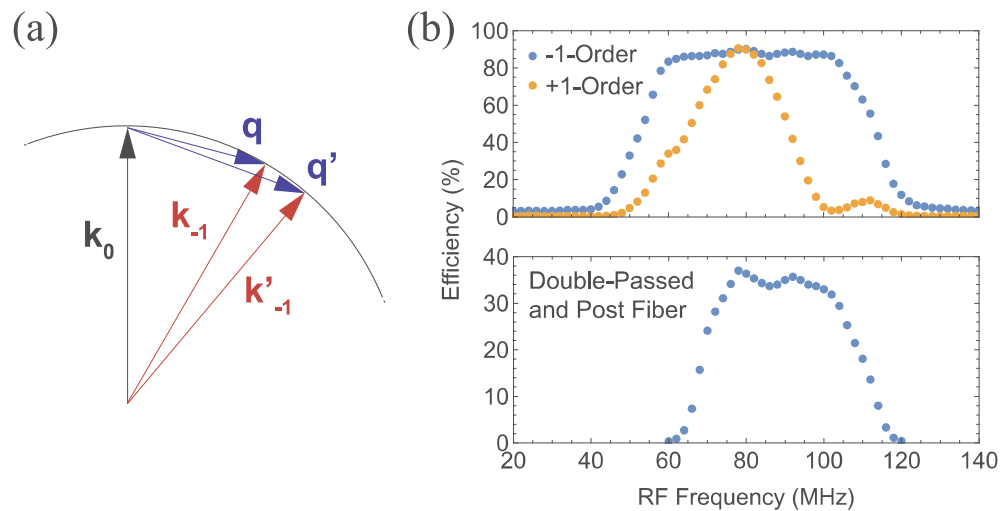 (a)
q
q'
k0
k-1
k'-1
(b)
100
80
60
40
20
0
-1-Order
+1-Order
Efficiency (%)
40
30
20
10
0
Double-Passed
and Post Fiber
20 40 60 80 100 120 140
RF Frequency (MHz)